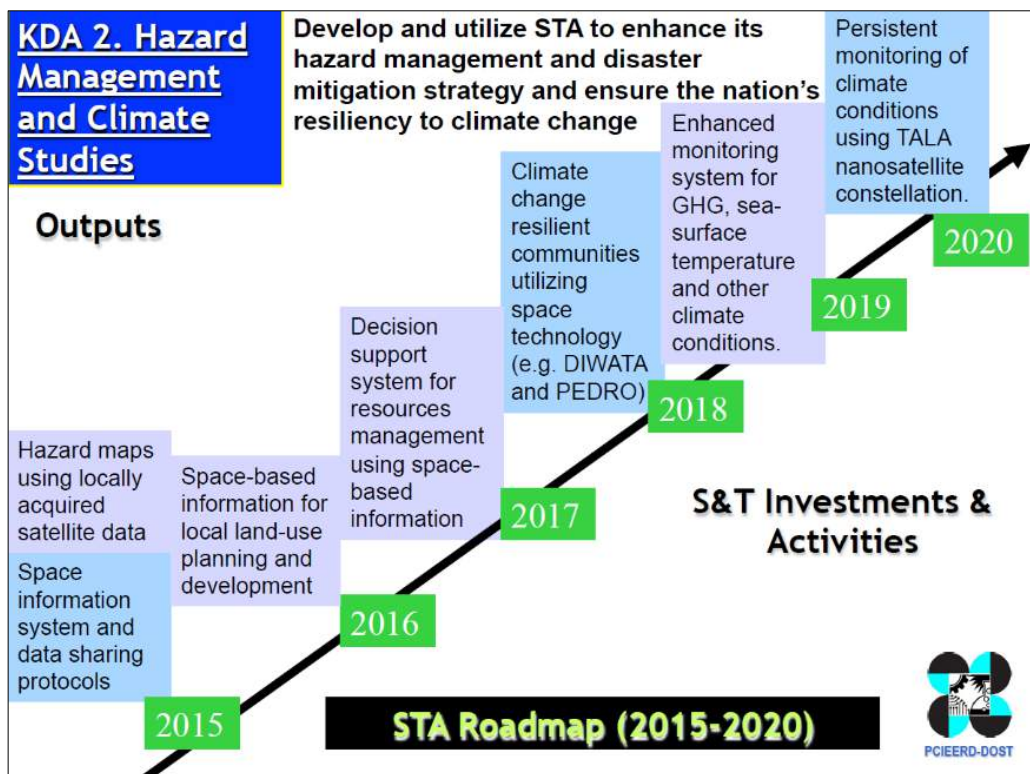 KDA 2. Hazard
Management
and Climate
Studies
Develop and utilize STA to enhance its
hazard management and disaster
mitigation strategy and ensure the nation's
resiliency to climate change
Outputs
Hazard maps
using locally
acquired
satellite data
Space
information
system and
data sharing
protocols
2015
Space-based
information for
local land-use
planning and
development
2016
Decision
support
system for
resources
management
using space-
based
information
2017
Climate
change
resilient
communities
utilizing
space
technology
(e.g. DIWATA
and PEDRO)
2018
Enhanced
monitoring
system for
GHG, sea-
surface
temperature
and other
climate
conditions.
2019
Persistent
monitoring of
climate
conditions
using TALA
nanosatellite
constellation.
2020
S&T Investments &
Activities
STA Roadmap (2015-2020)
PCIEERD-DOST